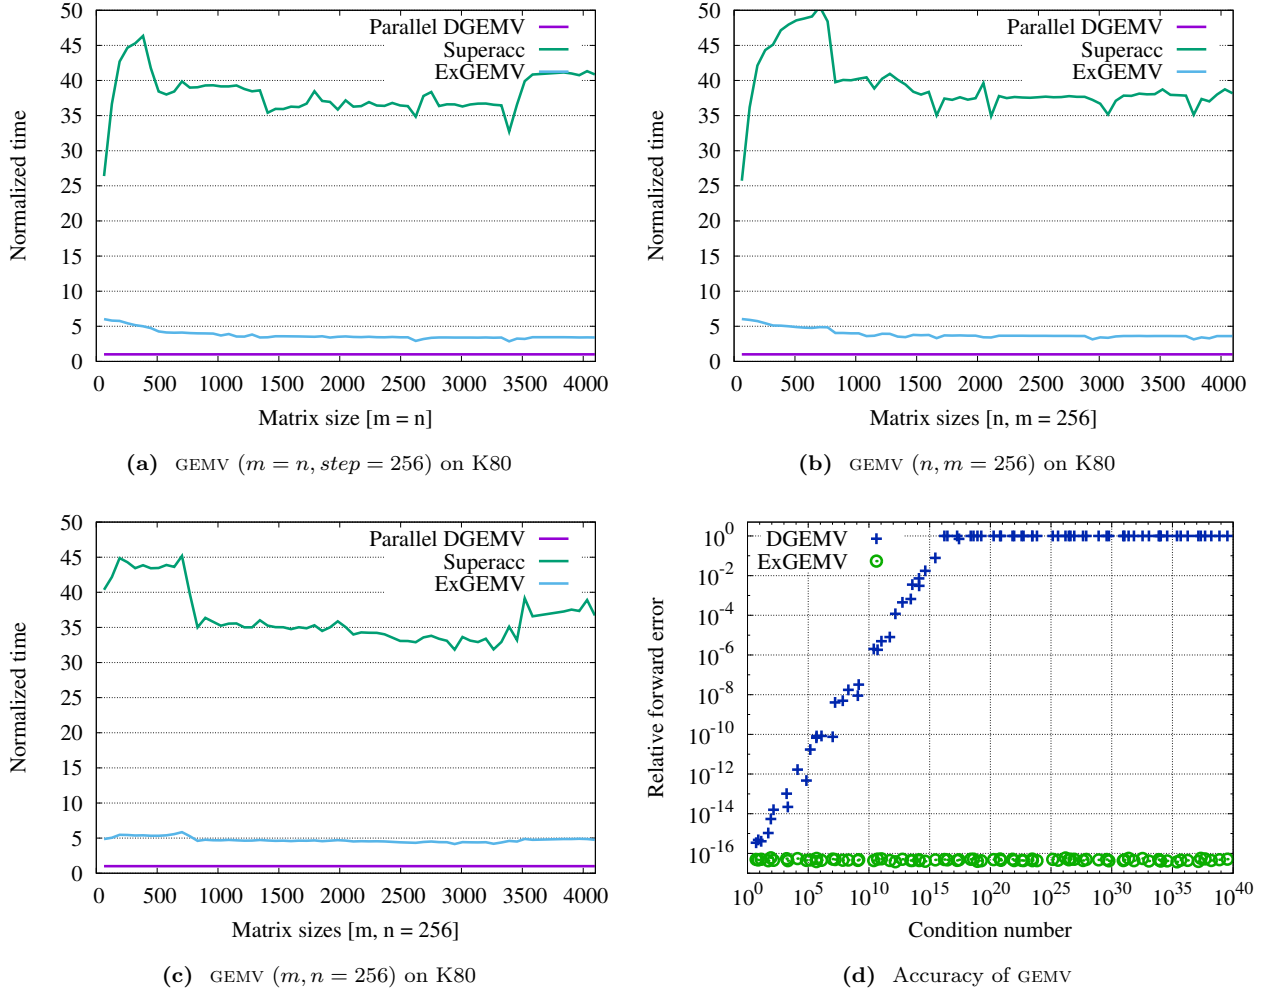 Parallel DGEMV
Superacc
ExGEMV
50
45
40
35
30
25
20
15
10
5
0
Normalized time
0 500 1000 1500 2000 2500 3000 3500 4000
Matrix size [m = n]
(a) GEMV (m = n, step = 256) on K80
Parallel DGEMV
Superacc
ExGEMV
50
45
40
35
30
25
20
15
10
5
0
Normalized time
0 500 1000 1500 2000 2500 3000 3500 4000
Matrix sizes [n, m = 256]
(b) GEMV (n, m = 256) on K80
Parallel DGEMV
Superacc
ExGEMV
50
45
40
35
30
25
20
15
10
5
0
Normalized time
0 500 1000 1500 2000 2500 3000 3500 4000
Matrix sizes [m, n = 256]
(c) GEMV (m, n = 256) on K80
DGEMV
ExGEMV
10^0
10^-2
10^-4
10^-6
10^-8
10^-10
10^-12
10^-14
10^-16
Relative forward error
10^0 10^5 10^10 10^15 10^20 10^25 10^30 10^35 10^40
Condition number
(d) Accuracy of GEMV